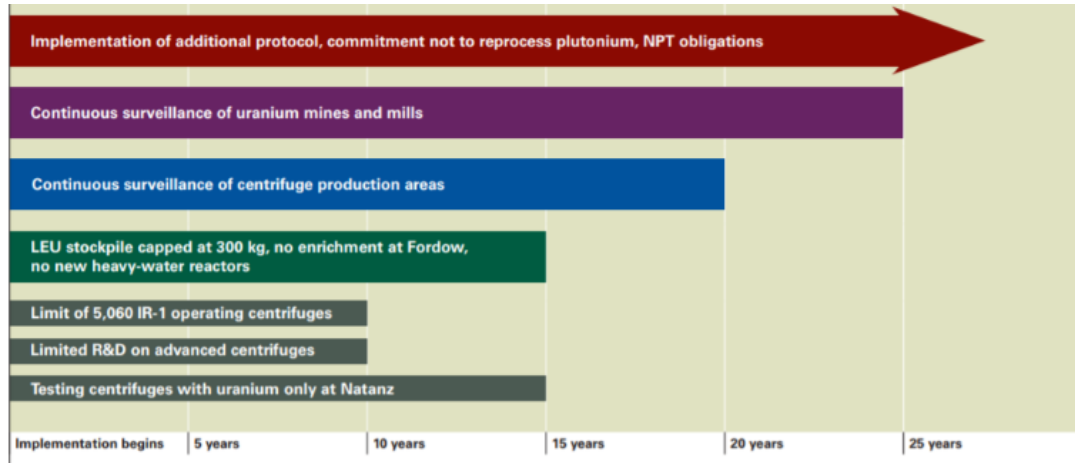 Implementation of additional protocol, commitment not to reprocess plutonium, NPT obligations
Continuous surveillance of uranium mines and mills
Continuous surveillance of centrifuge production areas
LEU stockpile capped at 300 kg, no enrichment at Fordow,
no new heavy-water reactors
Limit of 5,060 IR-1 operating centrifuges
Limited R&D on advanced centrifuges
Testing centrifuges with uranium only at Natanz
Implementation begins 5 years 10 years 15 years 20 years 25 years